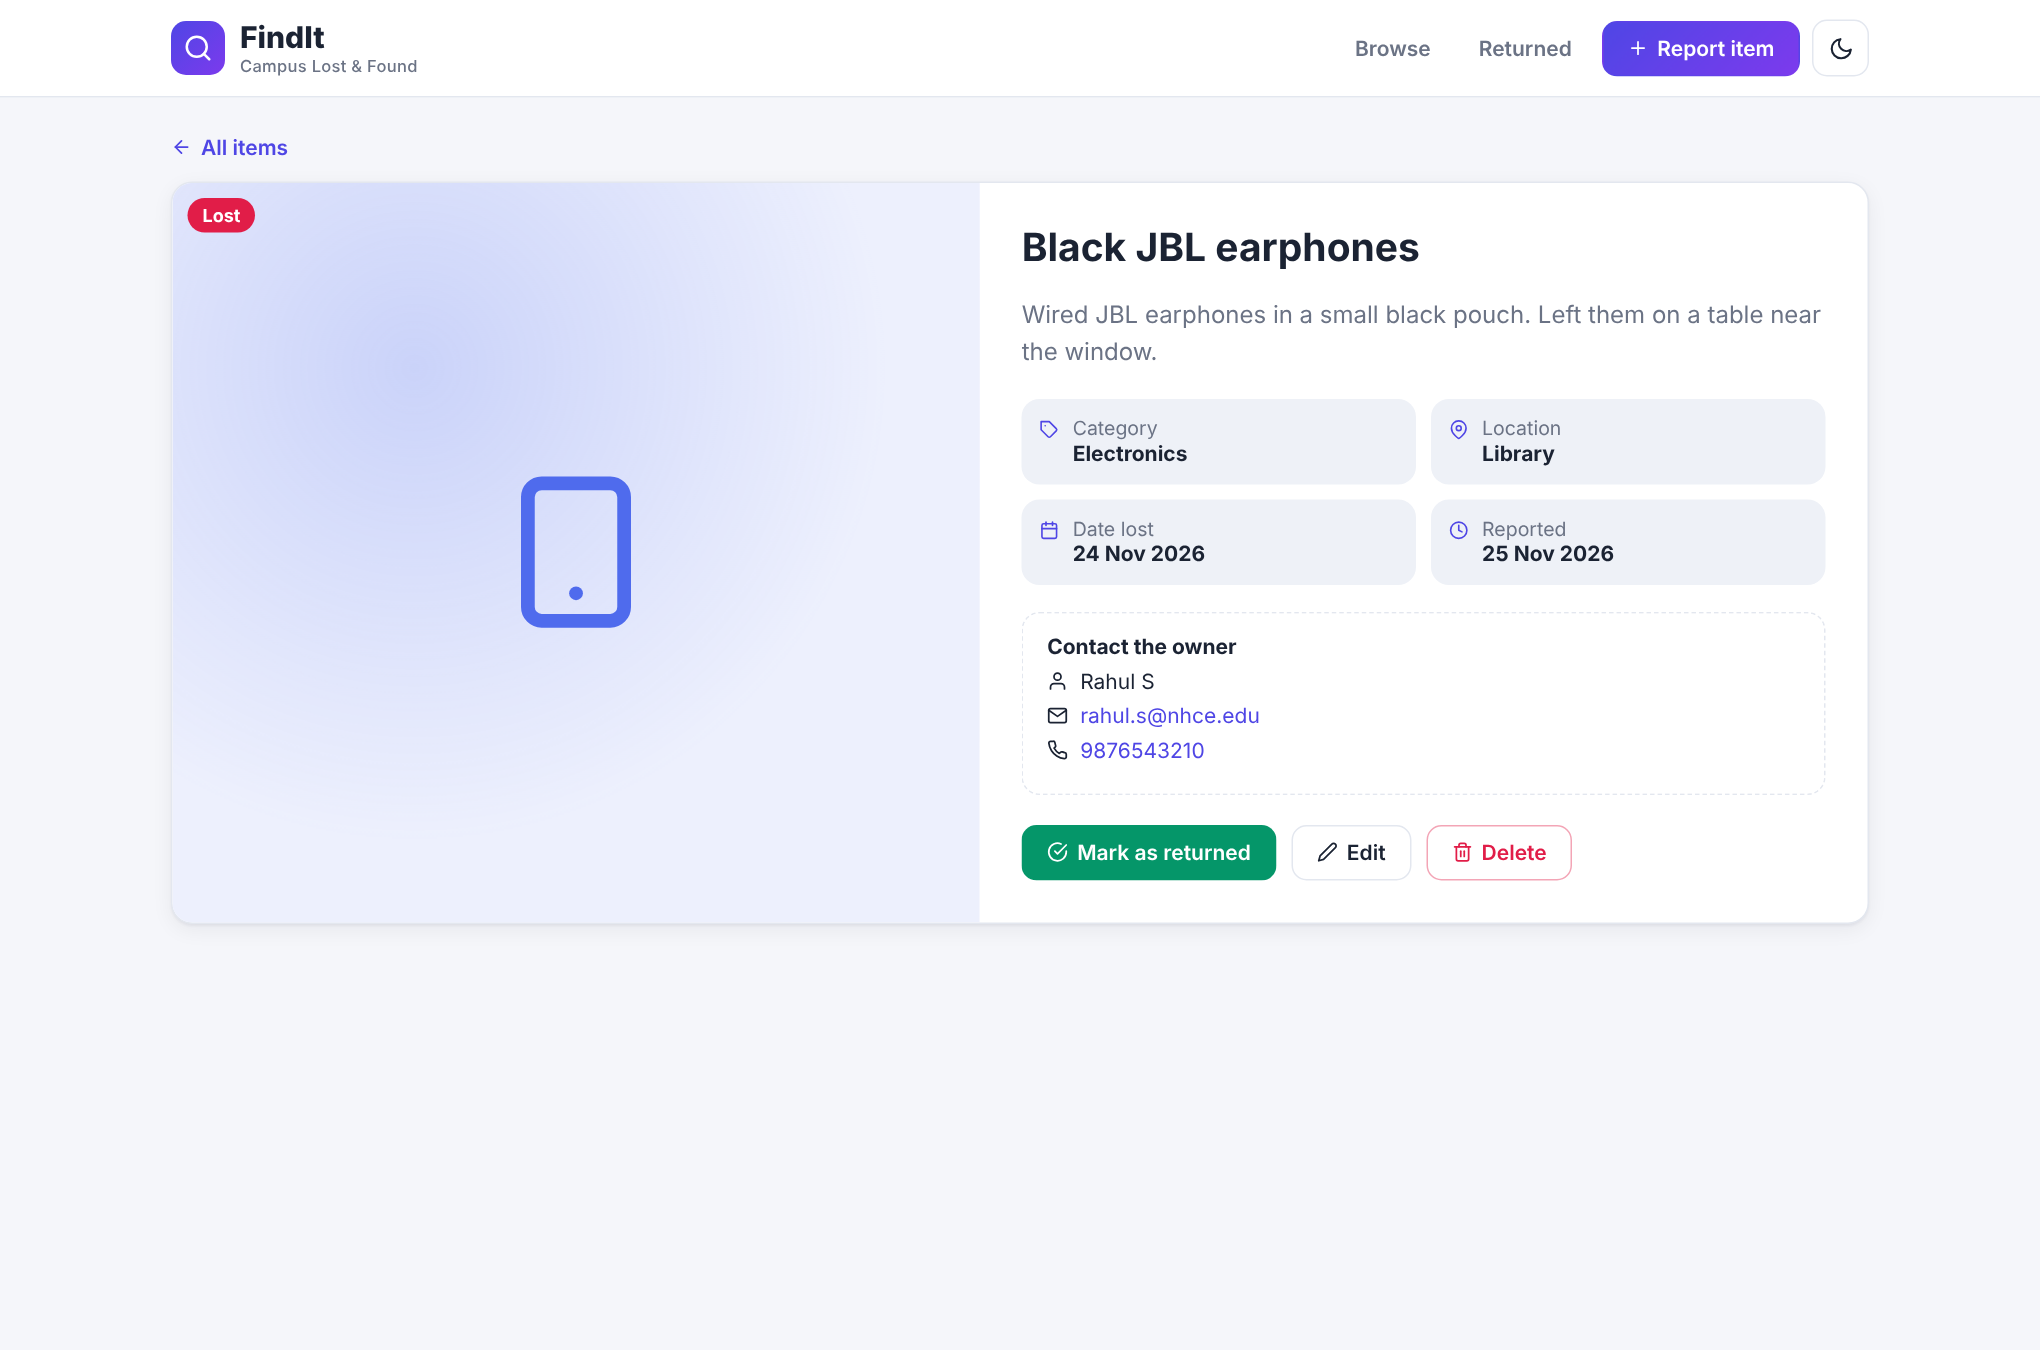 FindIt
Campus Lost & Found
Browse
Returned
Report item
All items
Lost
Black JBL earphones
Wired JBL earphones in a small black pouch. Left them on a table near
the window.
Category
Electronics
Location
Library
Date lost
24 Nov 2026
Reported
25 Nov 2026
Contact the owner
Rahul S
rahul.s@nhce.edu
9876543210
Mark as returned
Edit
Delete